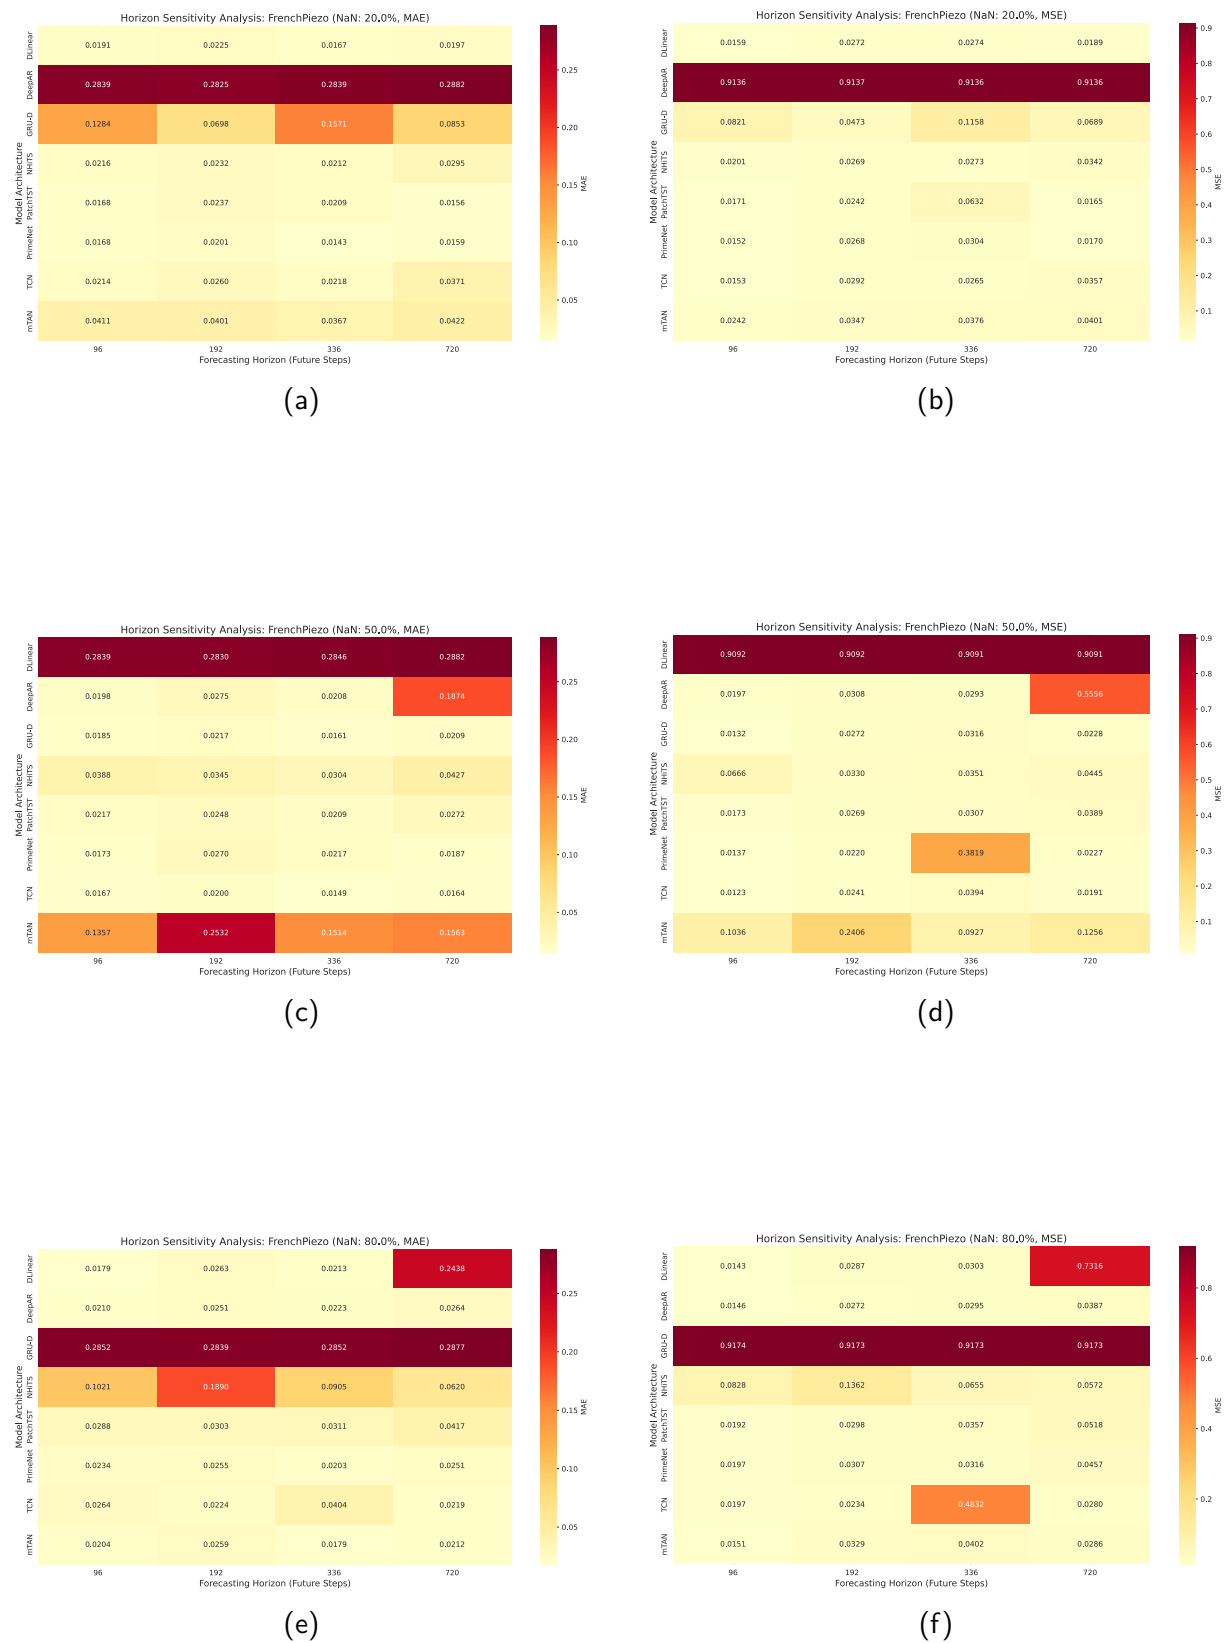 Horizon Sensitivity Analysis: FrenchPiezo (NaN: 20.0%, MAE)
Model Architecture
DLinear 0.0191 0.0225 0.0167 0.0197
DeepAR 0.2839 0.2825 0.2839 0.2882
GRU-D 0.1284 0.0698 0.1571 0.0853
NHiTS 0.0216 0.0232 0.0212 0.0295
PatchTST 0.0168 0.0237 0.0209 0.0156
PrimeNet 0.0168 0.0201 0.0143 0.0159
TCN 0.0214 0.0260 0.0218 0.0371
mTAN 0.0411 0.0401 0.0367 0.0422
96 192 336 720
Forecasting Horizon (Future Steps)
0.25
0.20
0.15
0.10
0.05
MAE
(a)
Horizon Sensitivity Analysis: FrenchPiezo (NaN: 20.0%, MSE)
Model Architecture
DLinear 0.0159 0.0272 0.0274 0.0189
DeepAR 0.9136 0.9137 0.9136 0.9136
GRU-D 0.0821 0.0473 0.1158 0.0689
NHiTS 0.0201 0.0269 0.0273 0.0342
PatchTST 0.0171 0.0242 0.0632 0.0165
PrimeNet 0.0152 0.0268 0.0304 0.0170
TCN 0.0153 0.0292 0.0265 0.0357
mTAN 0.0242 0.0347 0.0376 0.0401
96 192 336 720
Forecasting Horizon (Future Steps)
0.9
0.8
0.7
0.6
0.5
0.4
0.3
0.2
0.1
MSE
(b)
Horizon Sensitivity Analysis: FrenchPiezo (NaN: 50.0%, MAE)
Model Architecture
DLinear 0.2839 0.2830 0.2846 0.2882
DeepAR 0.0198 0.0275 0.0208 0.1874
GRU-D 0.0185 0.0217 0.0161 0.0209
NHiTS 0.0388 0.0345 0.0304 0.0427
PatchTST 0.0217 0.0248 0.0209 0.0272
PrimeNet 0.0173 0.0270 0.0217 0.0187
TCN 0.0167 0.0200 0.0149 0.0164
mTAN 0.1357 0.2532 0.1514 0.1563
96 192 336 720
Forecasting Horizon (Future Steps)
0.25
0.20
0.15
0.10
0.05
MAE
(c)
Horizon Sensitivity Analysis: FrenchPiezo (NaN: 50.0%, MSE)
Model Architecture
DLinear 0.9092 0.9092 0.9091 0.9091
DeepAR 0.0197 0.0308 0.0293 0.5556
GRU-D 0.0132 0.0272 0.0316 0.0228
NHiTS 0.0666 0.0330 0.0351 0.0445
PatchTST 0.0173 0.0269 0.0307 0.0389
PrimeNet 0.0137 0.0220 0.3819 0.0227
TCN 0.0123 0.0241 0.0394 0.0191
mTAN 0.1036 0.2406 0.0927 0.1256
96 192 336 720
Forecasting Horizon (Future Steps)
0.9
0.8
0.7
0.6
0.5
0.4
0.3
0.2
0.1
MSE
(d)
Horizon Sensitivity Analysis: FrenchPiezo (NaN: 80.0%, MAE)
Model Architecture
DLinear 0.0179 0.0263 0.0213 0.2438
DeepAR 0.0210 0.0251 0.0223 0.0264
GRU-D 0.2852 0.2839 0.2852 0.2877
NHiTS 0.1021 0.1890 0.0905 0.0620
PatchTST 0.0288 0.0303 0.0311 0.0417
PrimeNet 0.0234 0.0255 0.0203 0.0251
TCN 0.0264 0.0224 0.0404 0.0219
mTAN 0.0204 0.0259 0.0179 0.0212
96 192 336 720
Forecasting Horizon (Future Steps)
0.25
0.20
0.15
0.10
0.05
MAE
(e)
Horizon Sensitivity Analysis: FrenchPiezo (NaN: 80.0%, MSE)
Model Architecture
DLinear 0.0143 0.0287 0.0303 0.7316
DeepAR 0.0146 0.0272 0.0295 0.0387
GRU-D 0.9174 0.9173 0.9173 0.9173
NHiTS 0.0828 0.1362 0.0655 0.0572
PatchTST 0.0192 0.0298 0.0357 0.0518
PrimeNet 0.0197 0.0307 0.0316 0.0457
TCN 0.0197 0.0234 0.4832 0.0280
mTAN 0.0151 0.0329 0.0402 0.0286
96 192 336 720
Forecasting Horizon (Future Steps)
0.8
0.6
0.4
0.2
MSE
(f)